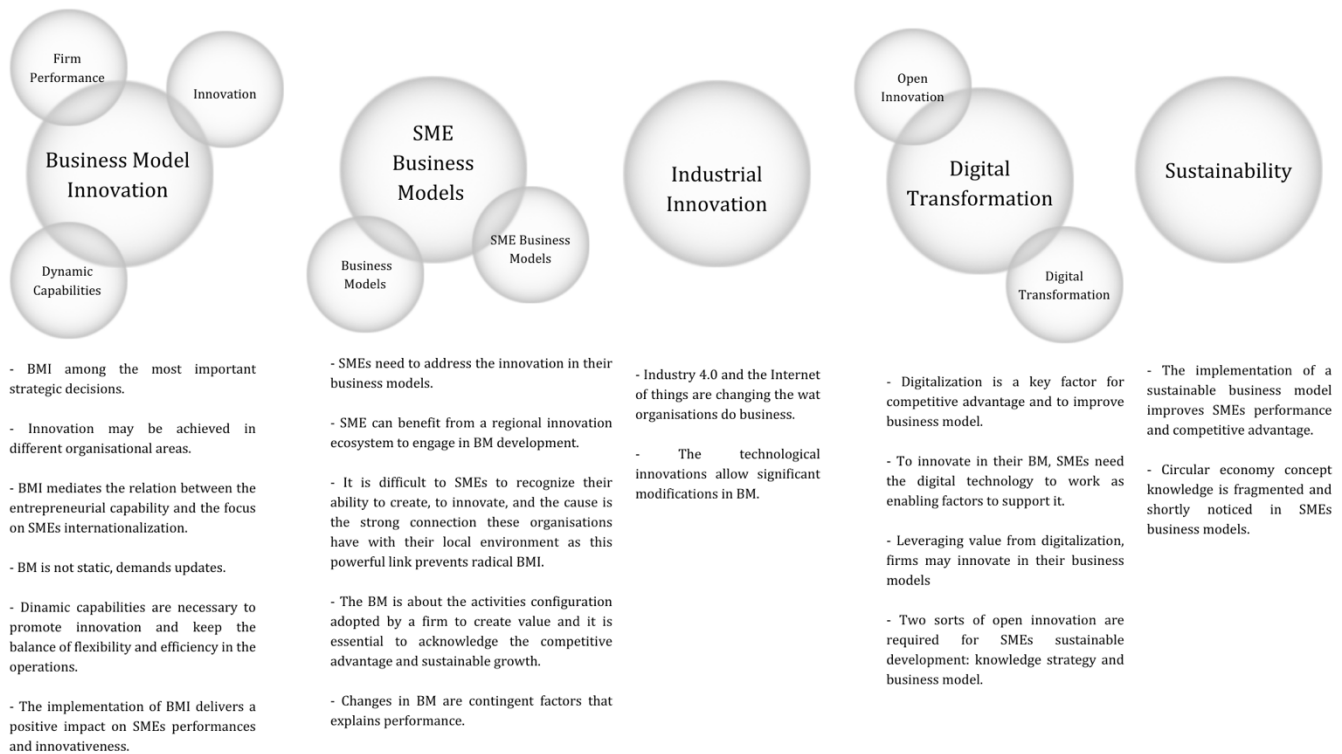 Firm
Performance
Innovation
Business Model
Innovation
Dynamic
Capabilities
- BMI among the most important
strategic decisions.
- Innovation may be achieved in
different organisational areas.
- BMI mediates the relation between the
entrepreneurial capability and the focus
on SMEs internationalization.
- BM is not static, demands updates.
- Dinamic capabilities are necessary to
promote innovation and keep the
balance of flexibility and efficiency in the
operations.
- The implementation of BMI delivers a
positive impact on SMEs performances
and innovativeness.
SME
Business
Models
Business
Models
SME Business
Models
- SMEs need to address the innovation in their
business models.
- SME can benefit from a regional innovation
ecosystem to engage in BM development.
- It is difficult to SMEs to recognize their
ability to create, to innovate, and the cause is
the strong connection these organisations
have with their local environment as this
powerful link prevents radical BMI.
- The BM is about the activities configuration
adopted by a firm to create value and it is
essential to acknowledge the competitive
advantage and sustainable growth.
- Changes in BM are contingent factors that
explains performance.
Industrial
Innovation
- Industry 4.0 and the Internet
of things are changing the wat
organisations do business.
- The technological
innovations allow significant
modifications in BM.
Open
Innovation
Digital
Transformation
Digital
Transformation
- Digitalization is a key factor for
competitive advantage and to improve
business model.
- To innovate in their BM, SMEs need
the digital technology to work as
enabling factors to support it.
- Leveraging value from digitalization,
firms may innovate in their business
models
- Two sorts of open innovation are
required for SMEs sustainable
development: knowledge strategy and
business model.
Sustainability
- The implementation of a
sustainable business model
improves SMEs performance
and competitive advantage.
- Circular economy concept
knowledge is fragmented and
shortly noticed in SMEs
business models.